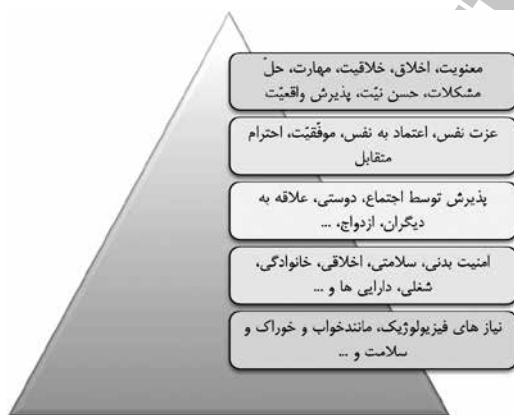 معنویت، اخلاق، خلاقیت، مهارت، حلّ
مشکلات، حسن نیّت، پذیرش واقعیّت
عزت نفس، اعتماد به نفس، موفّقیّت، احترام
متقابل
پذیرش توسط اجتماع، دوستی، علاقه به
دیگران، ازدواج، ...
امنیت بدنی، سلامتی، اخلاقی، خانوادگی،
شغلی، دارایی ها و ...
نیاز های فیزیولوژیک، مانندخواب و خوراک و
سلامت و ...